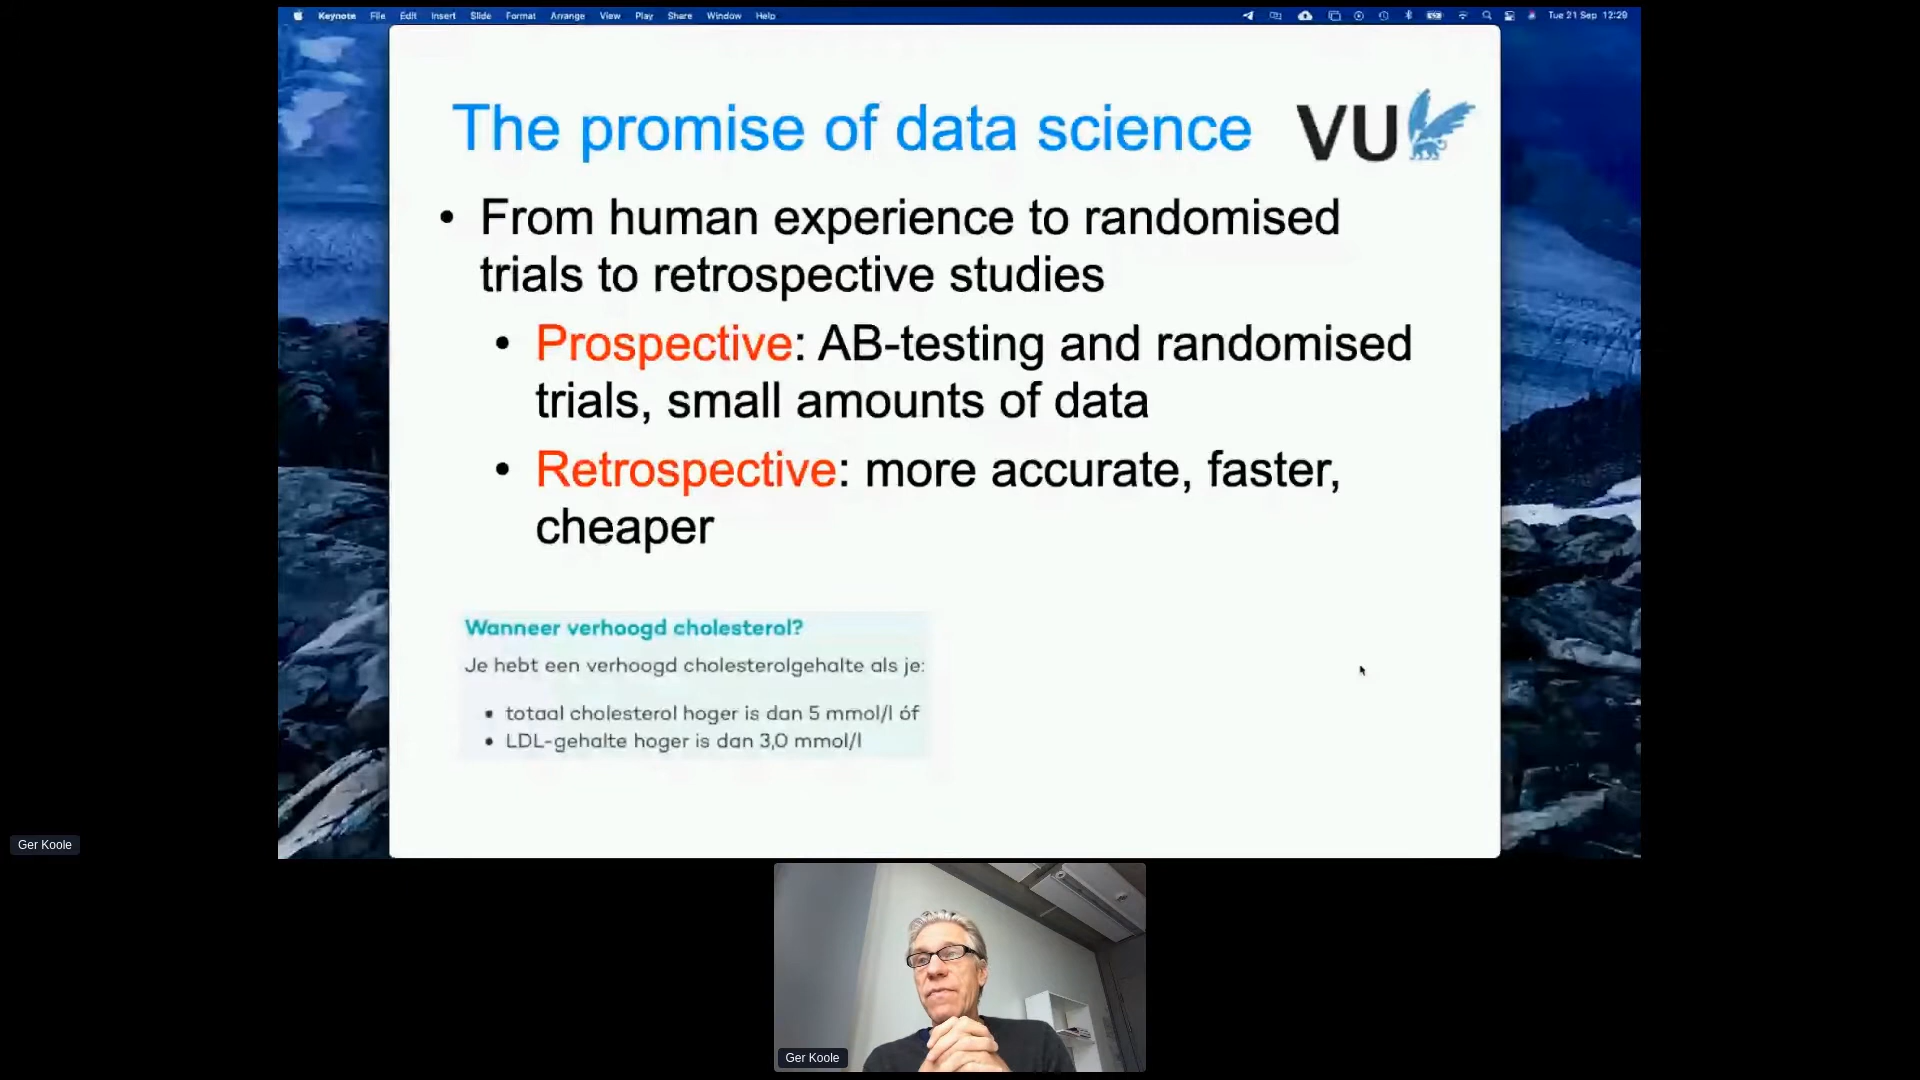 Keynote File Edit Insert Slide Format Arrange View Play Share Window Help Tue 21 Sep 12:29
The promise of data science
VU
• From human experience to randomised
trials to retrospective studies
• Prospective: AB-testing and randomised
trials, small amounts of data
• Retrospective: more accurate, faster,
cheaper
Wanneer verhoogd cholesterol?
Je hebt een verhoogd cholesterolgehalte als je:
• totaal cholesterol hoger is dan 5 mmol/l óf
• LDL-gehalte hoger is dan 3,0 mmol/l
Ger Koole
Ger Koole